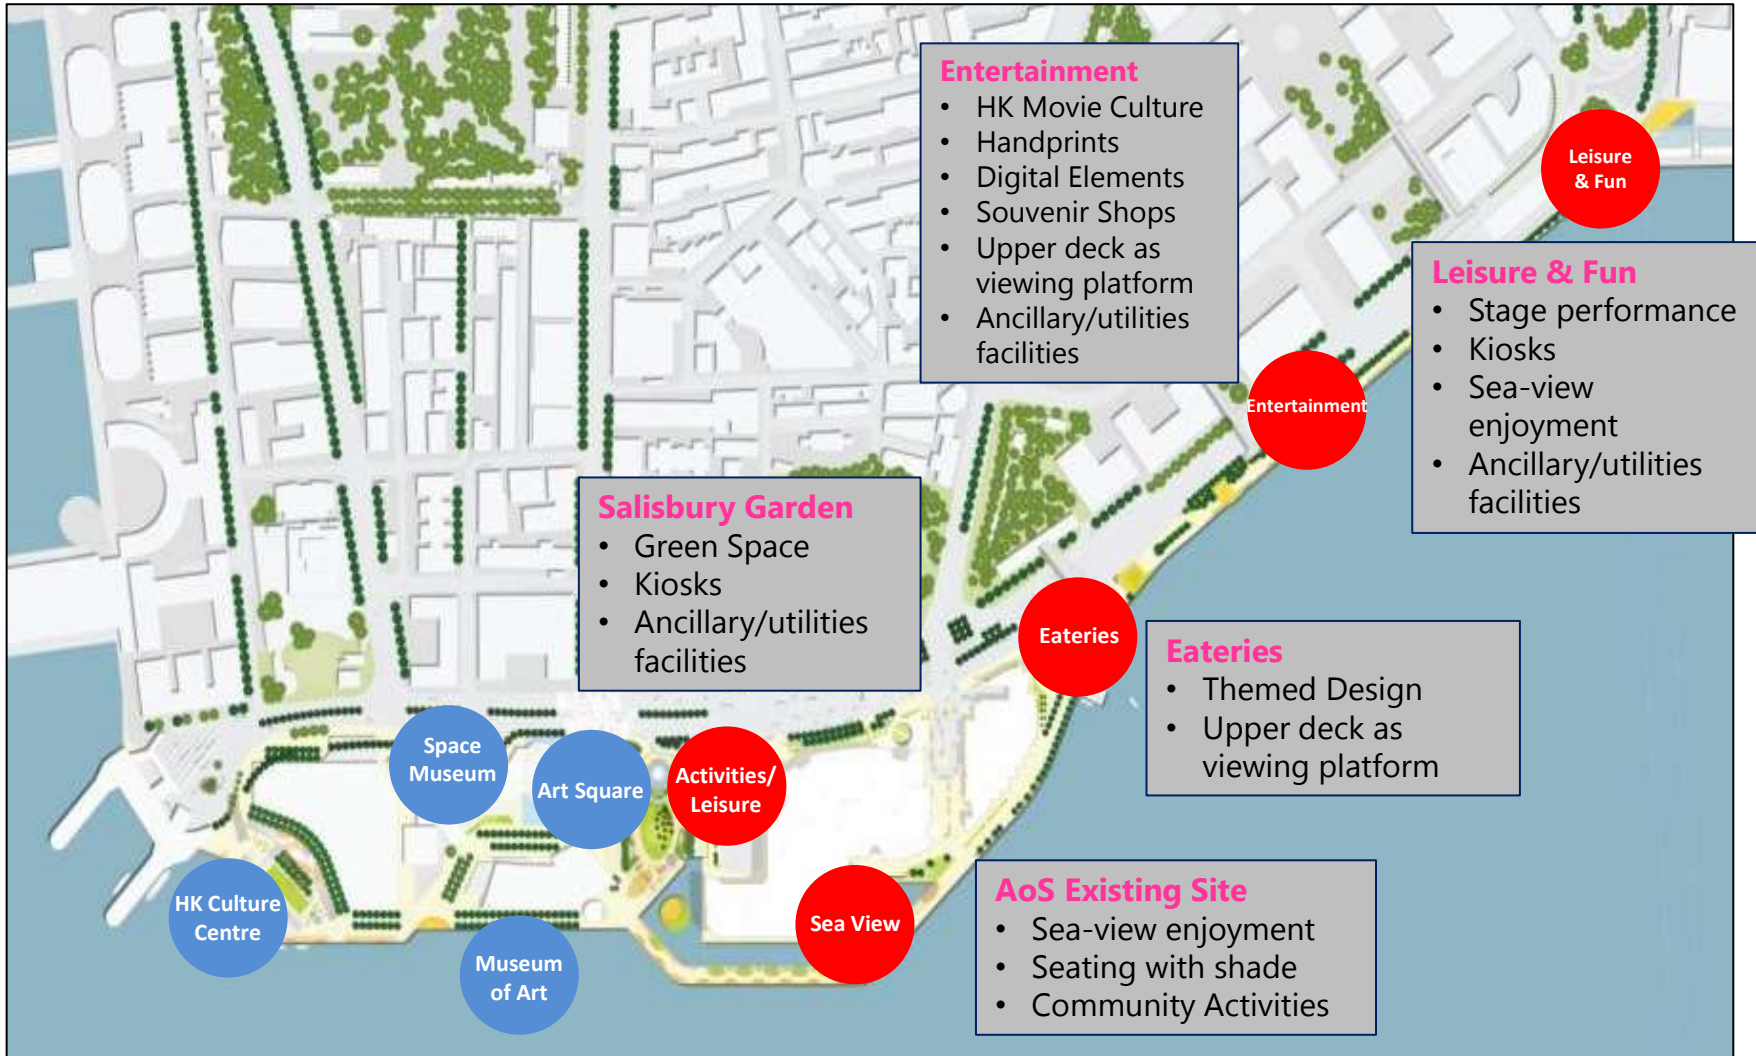 Entertainment
• HK Movie Culture
• Handprints
• Digital Elements
• Souvenir Shops
• Upper deck as
viewing platform
• Ancillary/utilities
facilities
Leisure
& Fun
Leisure & Fun
• Stage performance
• Kiosks
• Sea-view
enjoyment
• Ancillary/utilities
facilities
Entertainment
Salisbury Garden
• Green Space
• Kiosks
• Ancillary/utilities
facilities
Eateries
Eateries
• Themed Design
• Upper deck as
viewing platform
Space
Museum
Art Square
Activities/
Leisure
HK Culture
Centre
Museum
of Art
Sea View
AoS Existing Site
• Sea-view enjoyment
• Seating with shade
• Community Activities